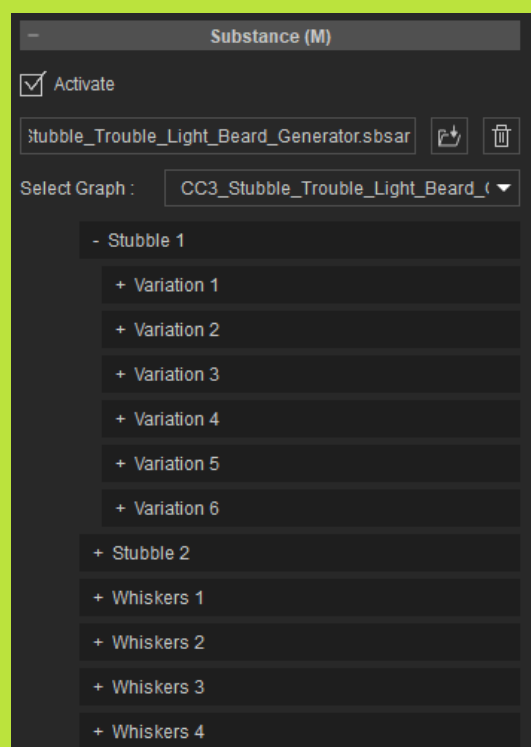 - Substance (M)
Activate
Stubble_Trouble_Light_Beard_Generator.sbsar
Select Graph : CC3_Stubble_Trouble_Light_Beard_(
- Stubble 1
+ Variation 1
+ Variation 2
+ Variation 3
+ Variation 4
+ Variation 5
+ Variation 6
+ Stubble 2
+ Whiskers 1
+ Whiskers 2
+ Whiskers 3
+ Whiskers 4